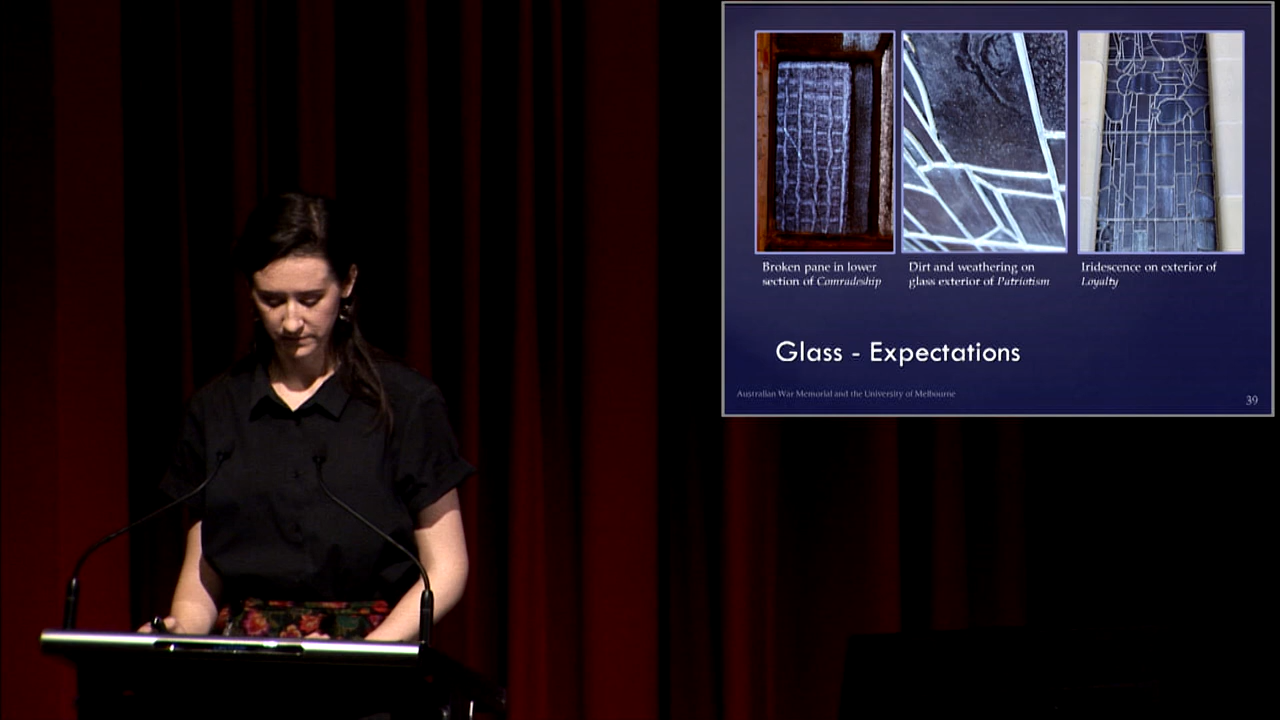 Broken pane in lower
section of Comradeship
Dirt and weathering on
glass exterior of Patriotism
Iridescence on exterior of
Loyalty
Glass - Expectations
Australian War Memorial and the University of Melbourne
39